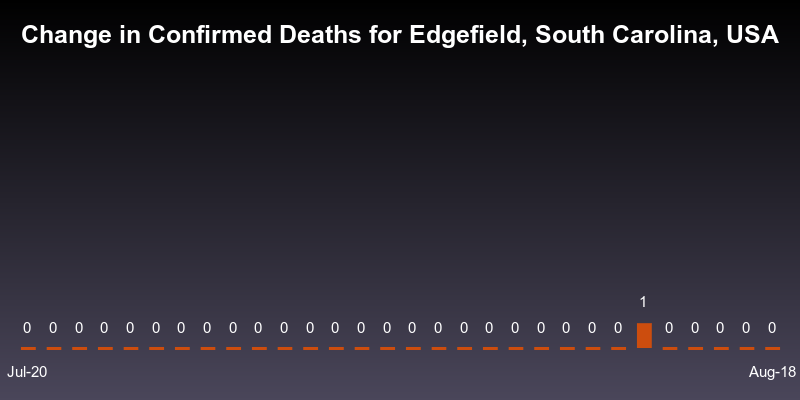 Change in Confirmed Deaths for Edgefield, South Carolina, USA
1
0 0 0 0 0 0 0 0 0 0 0 0 0 0 0 0 0 0 0 0 0 0 0 0 0 0 0 0 0
Jul-20 Aug-18